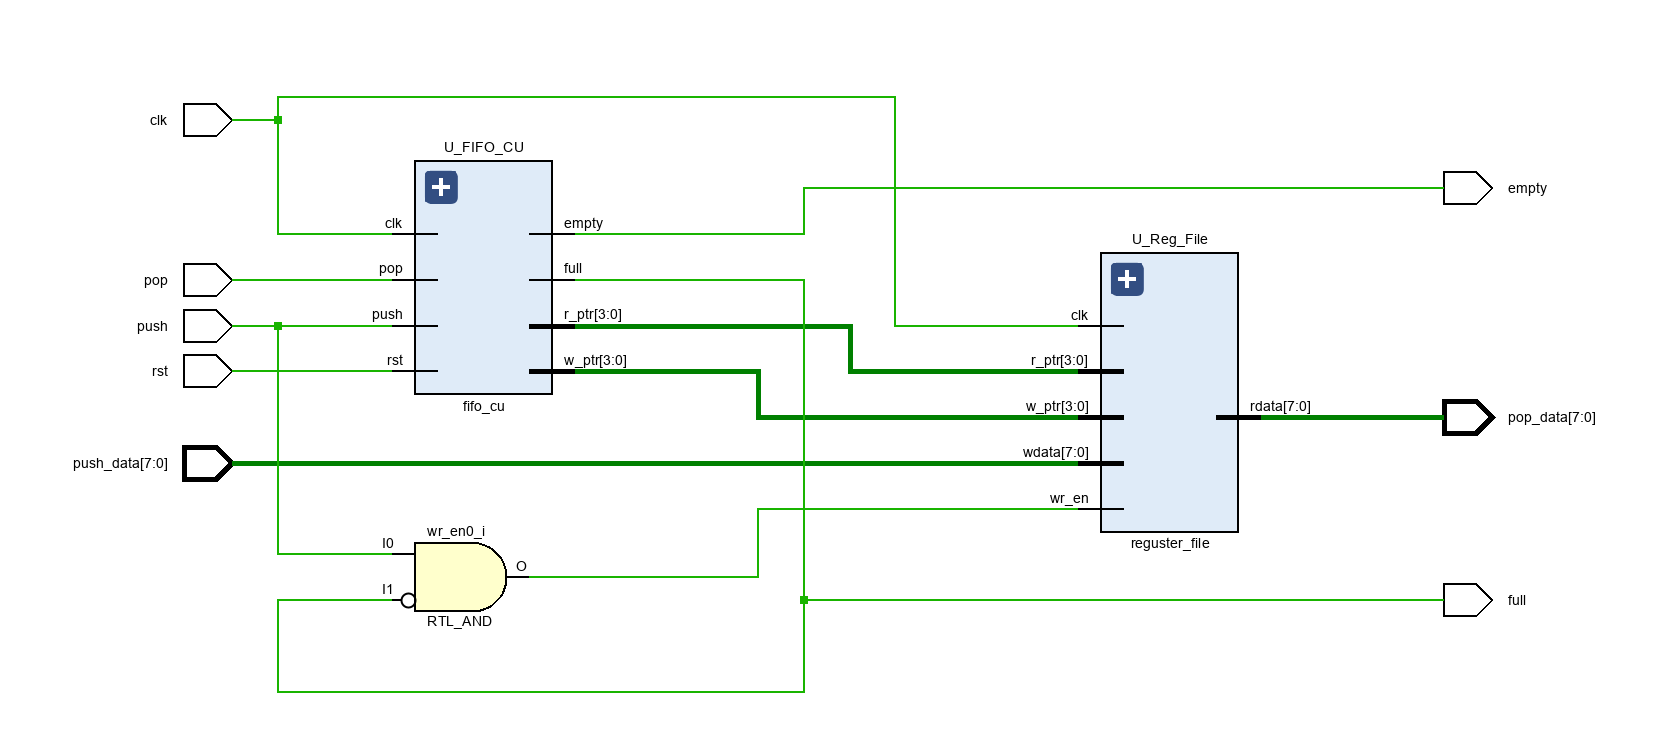 clk
U_FIFO_CU
empty
clk
empty
U_Reg_File
pop
pop
full
push
push
r_ptr[3:0]
clk
rst
rst
w_ptr[3:0]
r_ptr[3:0]
fifo_cu
w_ptr[3:0]
rdata[7:0]
pop_data[7:0]
push_data[7:0]
wdata[7:0]
wr_en
wr_en0_i
I0
reguster_file
O
I1
full
RTL_AND